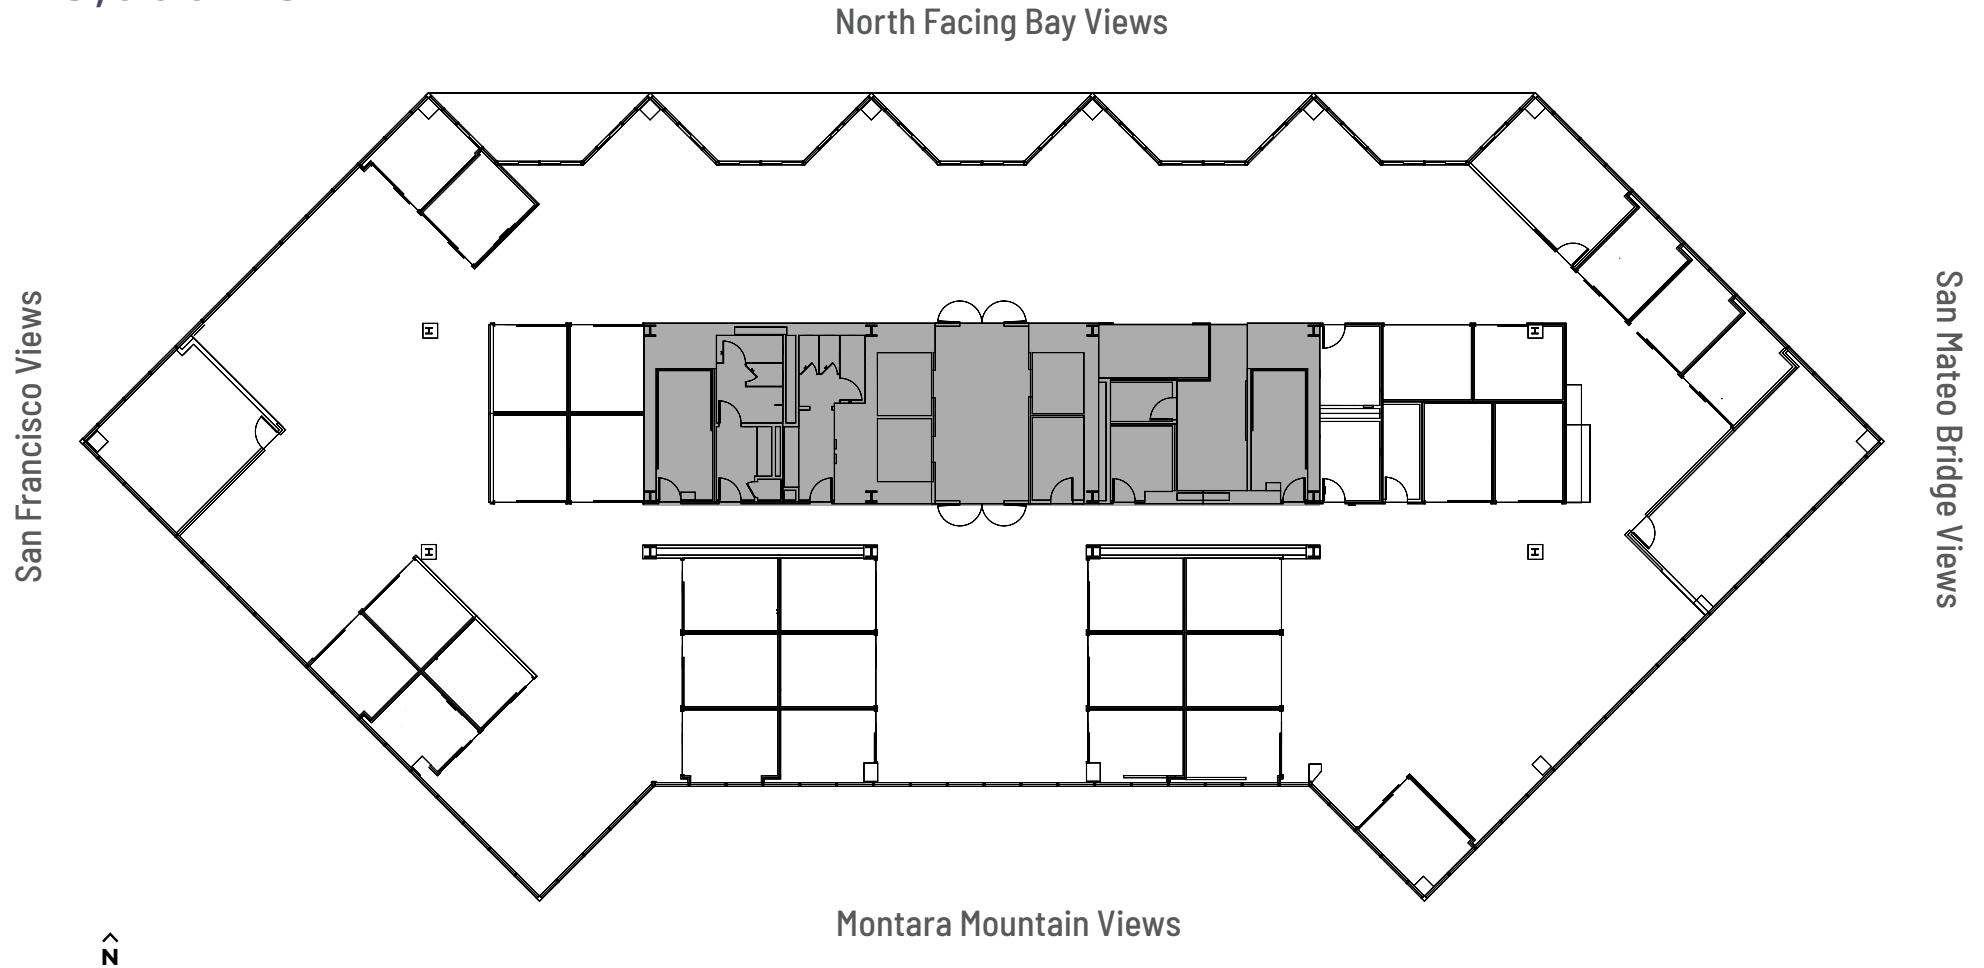 North Facing Bay Views
San Francisco Views
San Mateo Bridge Views
Montara Mountain Views
N